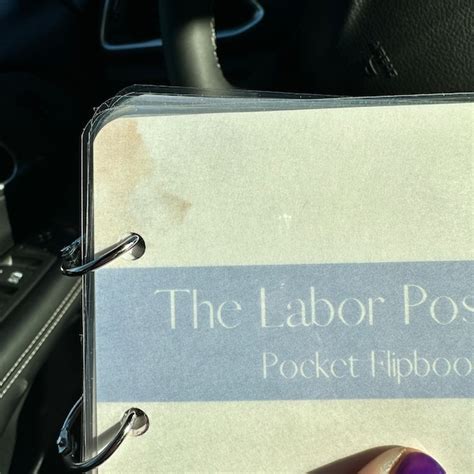 The Labor Pos
Pocket Flipboo